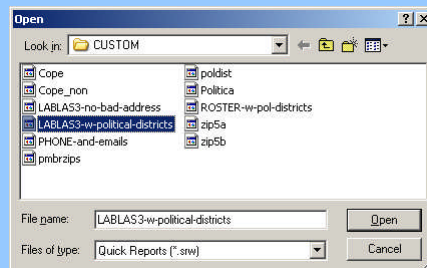 Open
Look in: CUSTOM
Cope
Cope_non
LABLAS3-no-bad-address
LABLAS3-w-political-districts
PHONE-and-emails
pmbrzips
poldist
Politica
ROSTER-w-pol-districts
zip5a
zip5b
File name: LABLAS3-w-political-districts Open
Files of type: Quick Reports (*.srw) Cancel